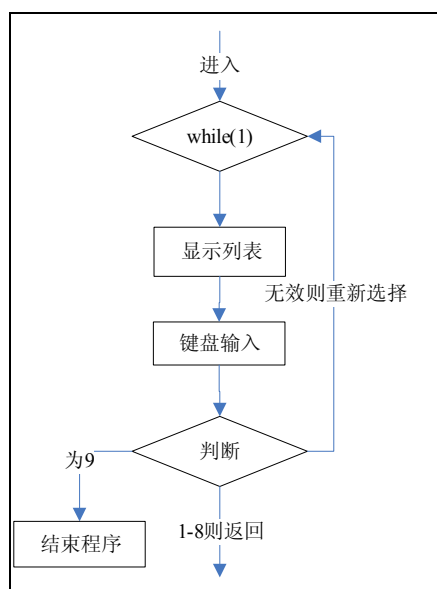 进入
while(1)
显示列表
无效则重新选择
键盘输入
判断
为9
1-8则返回
结束程序